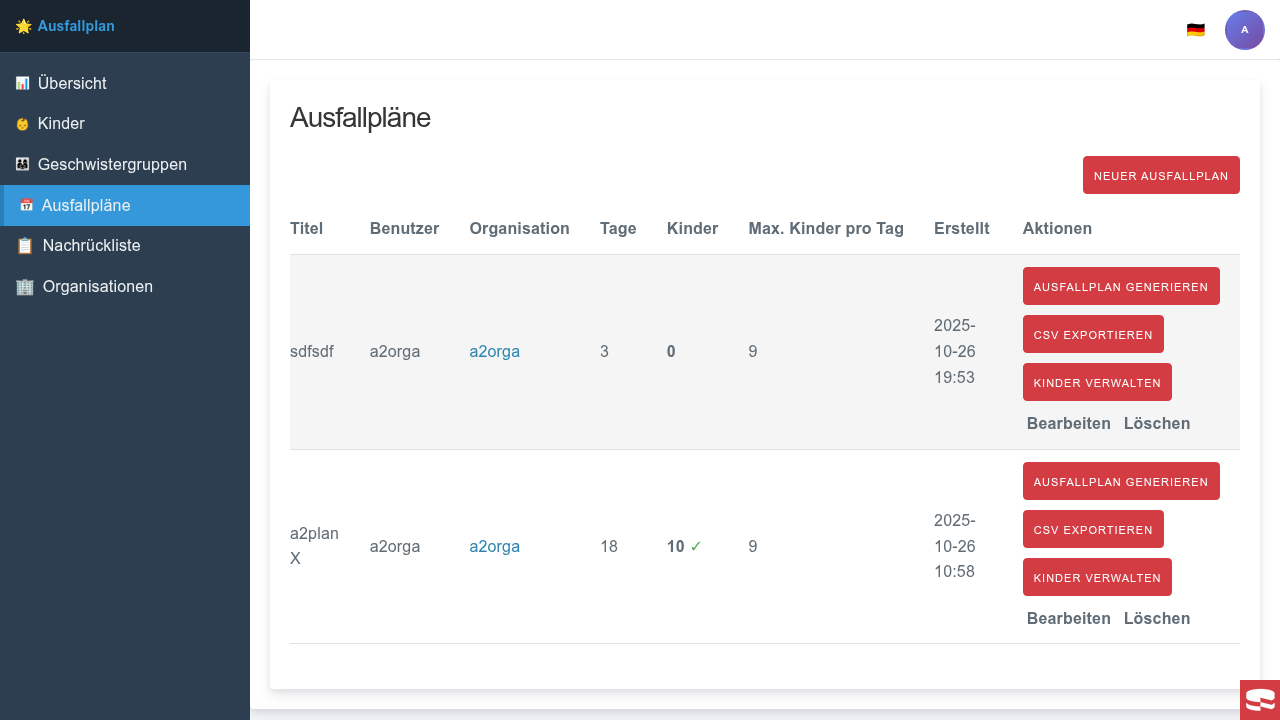 Ausfallplan
A
Übersicht
Kinder
Geschwistergruppen
Ausfallpläne
Nachrückliste
Organisationen
Ausfallpläne
NEUER AUSFALLPLAN
Titel Benutzer Organisation Tage Kinder Max. Kinder pro Tag Erstellt Aktionen
sdfsdf a2orga a2orga 3 0 9
2025-
10-26
19:53
AUSFALLPLAN GENERIEREN
CSV EXPORTIEREN
KINDER VERWALTEN
Bearbeiten Löschen
a2plan
X
a2orga a2orga 18 10 ✓ 9
2025-
10-26
10:58
AUSFALLPLAN GENERIEREN
CSV EXPORTIEREN
KINDER VERWALTEN
Bearbeiten Löschen